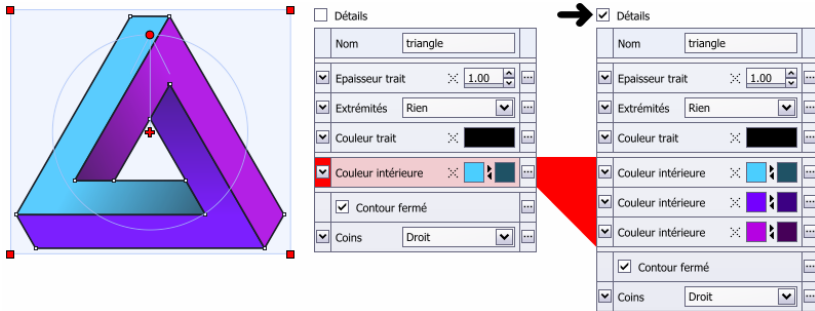 Détails
Nom triangle
Epaisseur trait 1.00
Extrémités Rien
Couleur trait
Couleur intérieure
Contour fermé
Coins Droit
Détails
Nom triangle
Epaisseur trait 1.00
Extrémités Rien
Couleur trait
Couleur intérieure
Couleur intérieure
Couleur intérieure
Contour fermé
Coins Droit